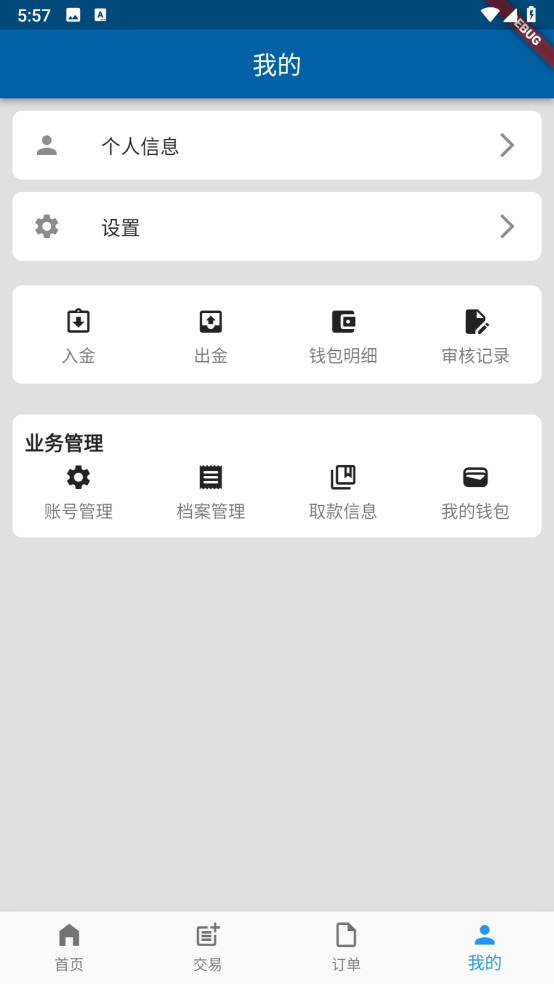 5:57
EBUG
我的
个人信息
设置
入金 出金 钱包明细 审核记录
业务管理
账号管理 档案管理 取款信息 我的钱包
首页 交易 订单 我的